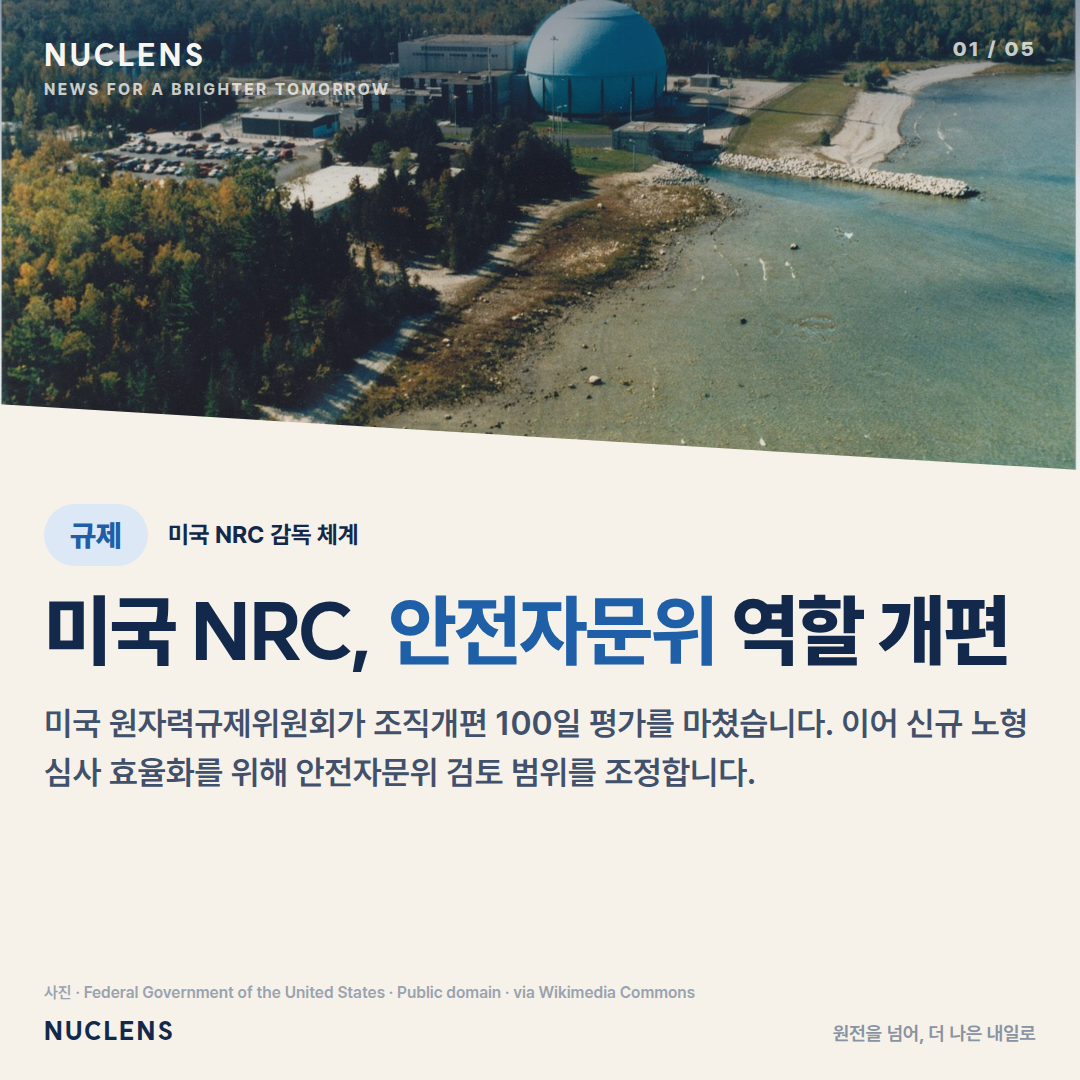 NUCLENS
01 / 05
NEWS FOR A BRIGHTER TOMORROW
규제
미국 NRC 감독 체계
미국 NRC, 안전자문위 역할 개편
미국 원자력규제위원회가 조직개편 100일 평가를 마쳤습니다. 이어 신규 노형
심사 효율화를 위해 안전자문위 검토 범위를 조정합니다.
사진 · Federal Government of the United States · Public domain · via Wikimedia Commons
NUCLENS
원전을 넘어, 더 나은 내일로